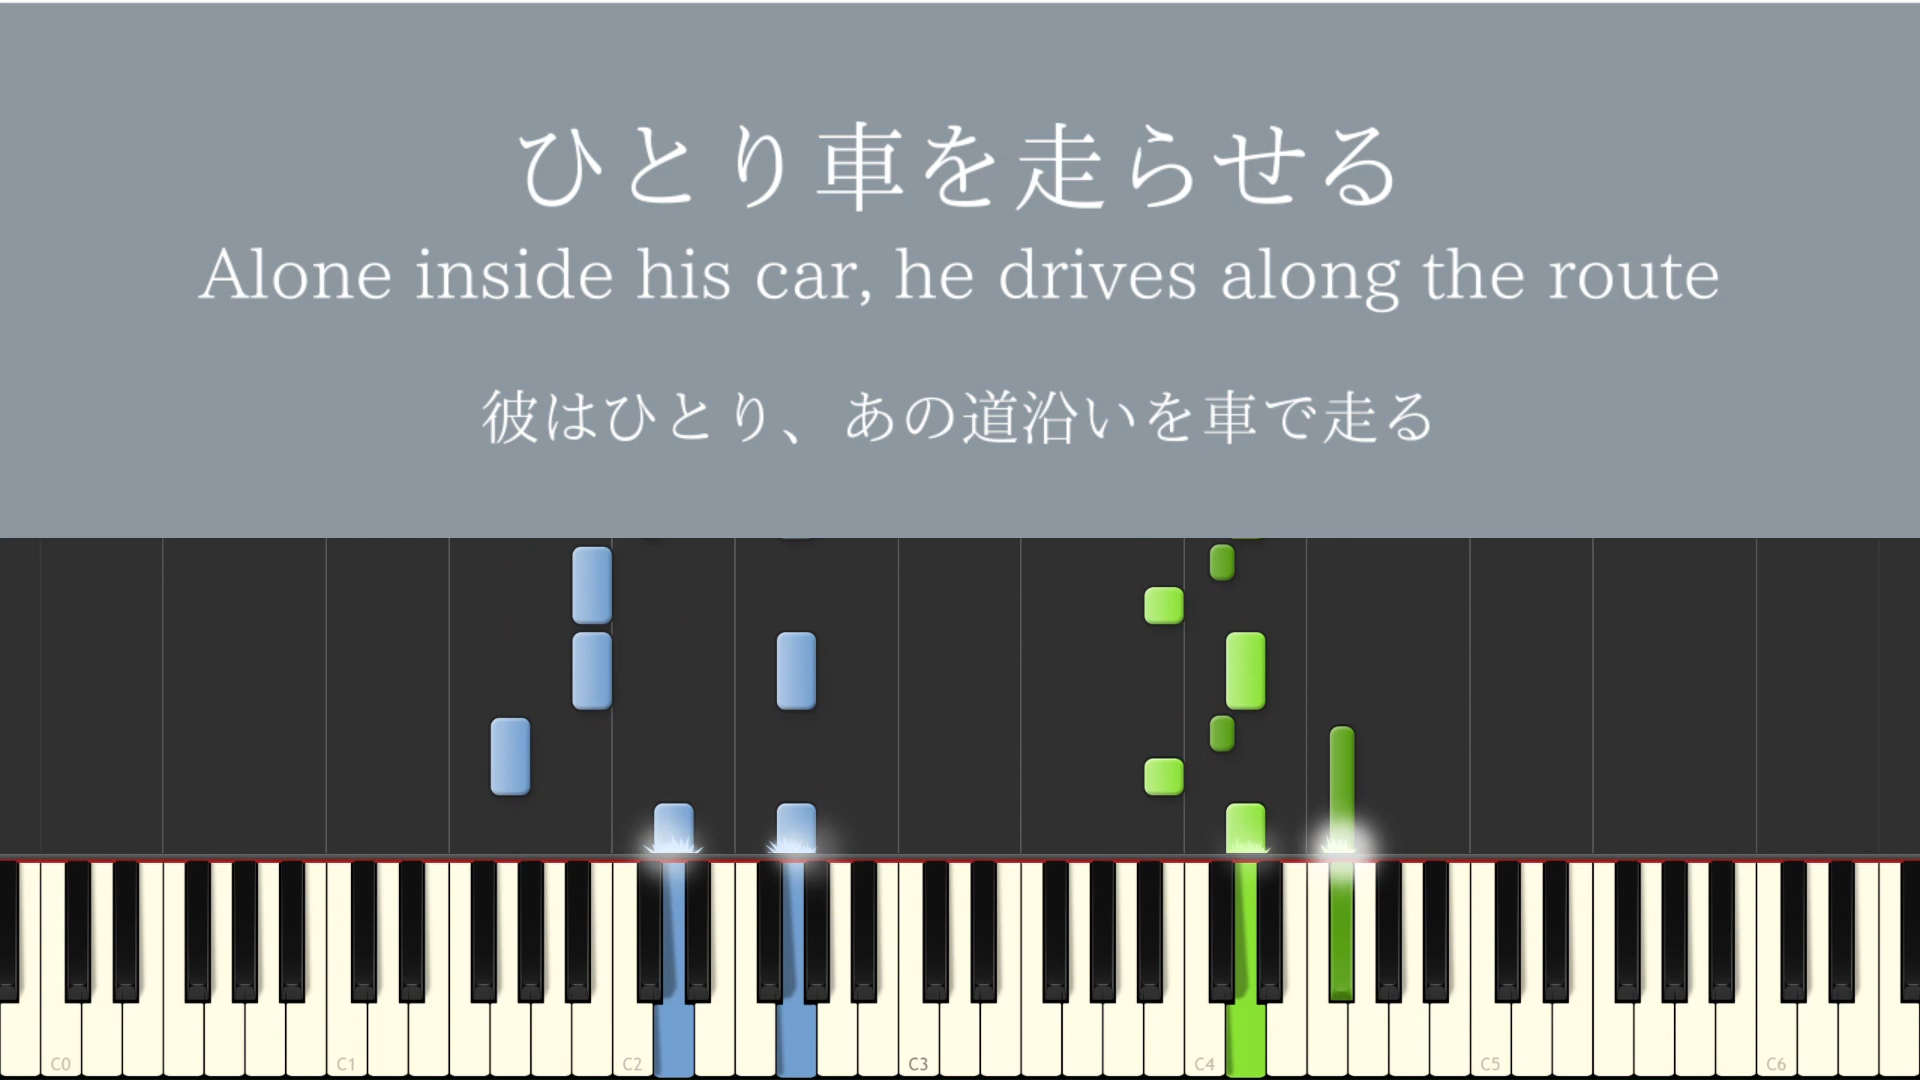 ひとり車を走らせる
Alone inside his car, he drives along the route
彼はひとり、あの道沿いを車で走る
C0 C1 C2 C3 C4 C5 C6